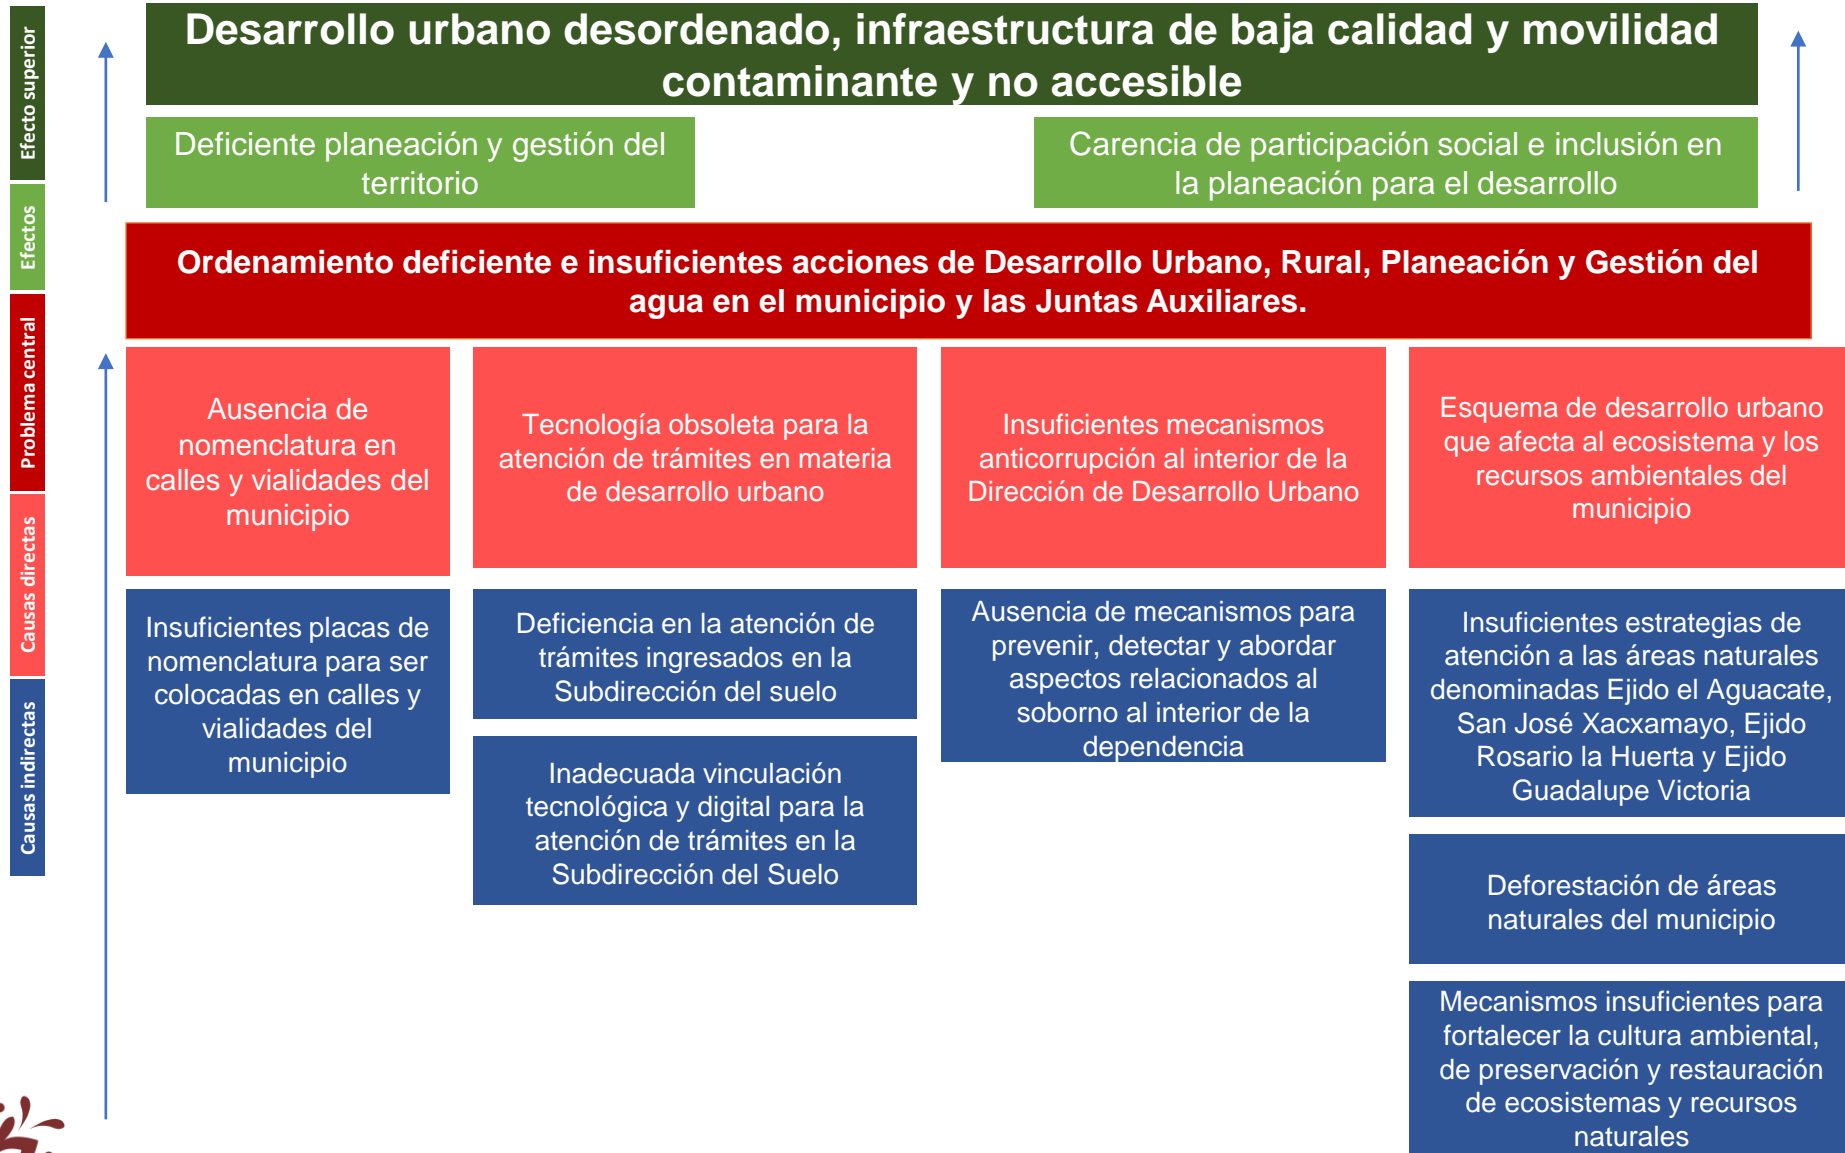 Efecto superior
Efectos
Problema central
Causas directas
Causas indirectas
Desarrollo urbano desordenado, infraestructura de baja calidad y movilidad
contaminante y no accesible
Deficiente planeación y gestión del
territorio
Carencia de participación social e inclusión en
la planeación para el desarrollo
Ordenamiento deficiente e insuficientes acciones de Desarrollo Urbano, Rural, Planeación y Gestión del
agua en el municipio y las Juntas Auxiliares.
Ausencia de
nomenclatura en
calles y vialidades del
municipio
Tecnología obsoleta para la
atención de trámites en materia
de desarrollo urbano
Insuficientes mecanismos
anticorrupción al interior de la
Dirección de Desarrollo Urbano
Esquema de desarrollo urbano
que afecta al ecosistema y los
recursos ambientales del
municipio
Insuficientes placas de
nomenclatura para ser
colocadas en calles y
vialidades del
municipio
Deficiencia en la atención de
trámites ingresados en la
Subdirección del suelo
Inadecuada vinculación
tecnológica y digital para la
atención de trámites en la
Subdirección del Suelo
Ausencia de mecanismos para
prevenir, detectar y abordar
aspectos relacionados al
soborno al interior de la
dependencia
Insuficientes estrategias de
atención a las áreas naturales
denominadas Ejido el Aguacate,
San José Xacxamayo, Ejido
Rosario la Huerta y Ejido
Guadalupe Victoria
Deforestación de áreas
naturales del municipio
Mecanismos insuficientes para
fortalecer la cultura ambiental,
de preservación y restauración
de ecosistemas y recursos
naturales